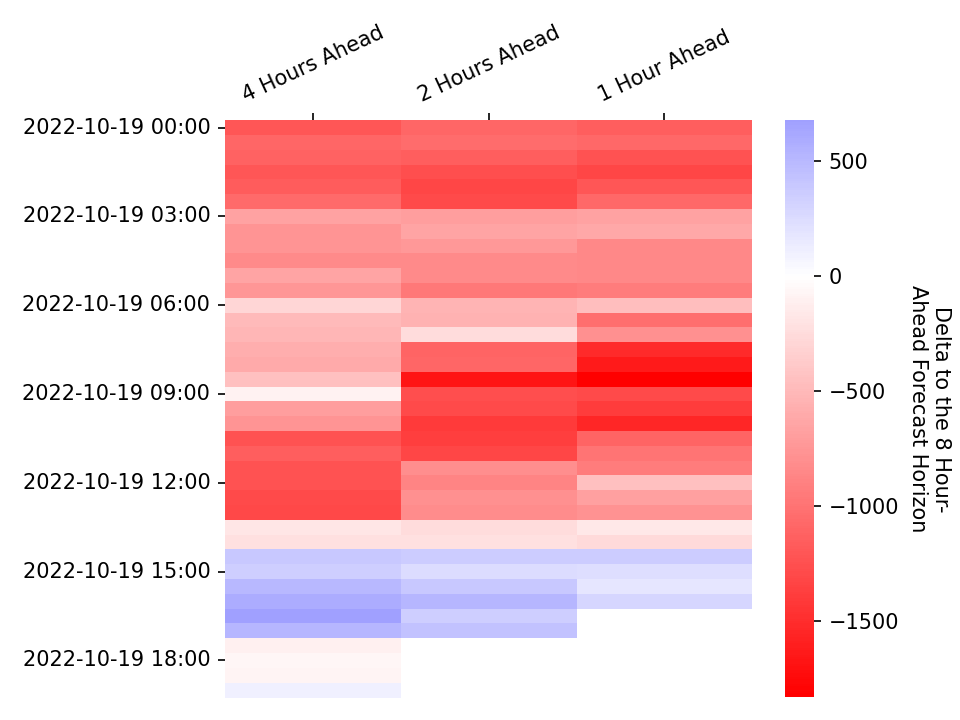 4 Hours Ahead
2 Hours Ahead
1 Hour Ahead
2022-10-19 00:00
2022-10-19 03:00
2022-10-19 06:00
2022-10-19 09:00
2022-10-19 12:00
2022-10-19 15:00
2022-10-19 18:00
500
0
−500
−1000
−1500
Delta to the 8 Hour-
Ahead Forecast Horizon